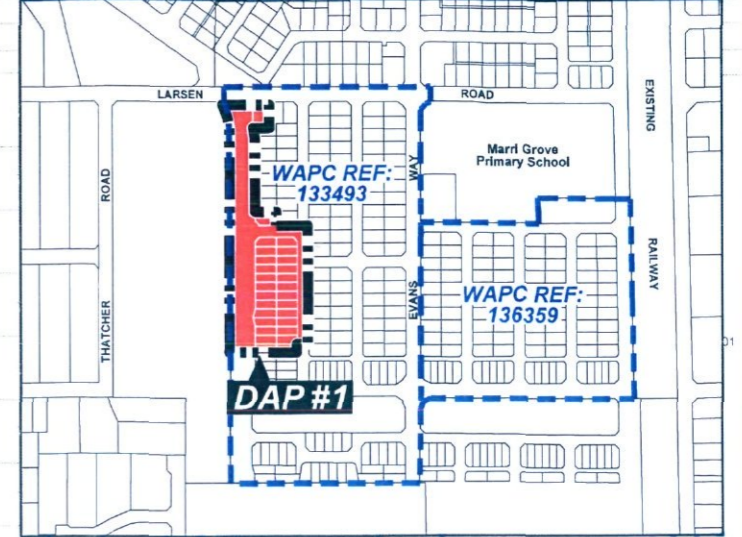 LARSEN
ROAD
EXISTING
RAILWAY
Marri Grove
Primary School
WAPC REF:
133493
WAY
EVANS
ROAD
THATCHER
WAPC REF:
136359
01
DAP #1